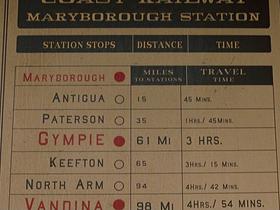 COAST RAILWAY
MARYBOROUGH STATION
STATION STOPS DISTANCE TIME
MARYBOROUGH MILES TO STATIONS TRAVEL TIME
ANTIGUA 15 45 MINS.
PATERSON 35 1HRS/ 45MINS.
GYMPIE 61 MI 3 HRS.
KEEFTON 65 3HRS./ 15 MINS.
NORTH ARM 94 4HRS./ 42 MINS.
VANDINA 98 MI 4HRS./ 54 MINS.